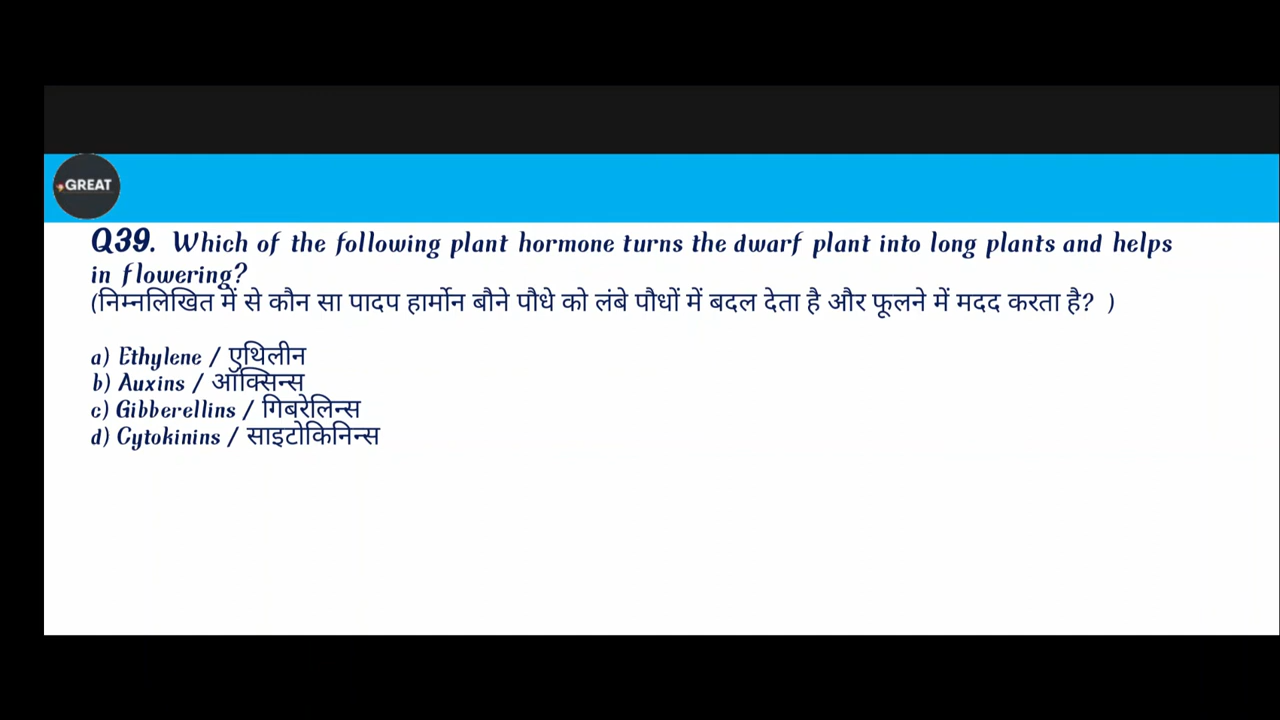 GREAT
Q39. Which of the following plant hormone turns the dwarf plant into long plants and helps
in flowering?
(निम्नलिखित में से कौन सा पादप हार्मोन बौने पौधे को लंबे पौधों में बदल देता है और फूलने में मदद करता है? )
a) Ethylene / एथिलीन
b) Auxins / ऑक्सिन्स
c) Gibberellins / गिबरेलिन्स
d) Cytokinins / साइटोकिनिन्स